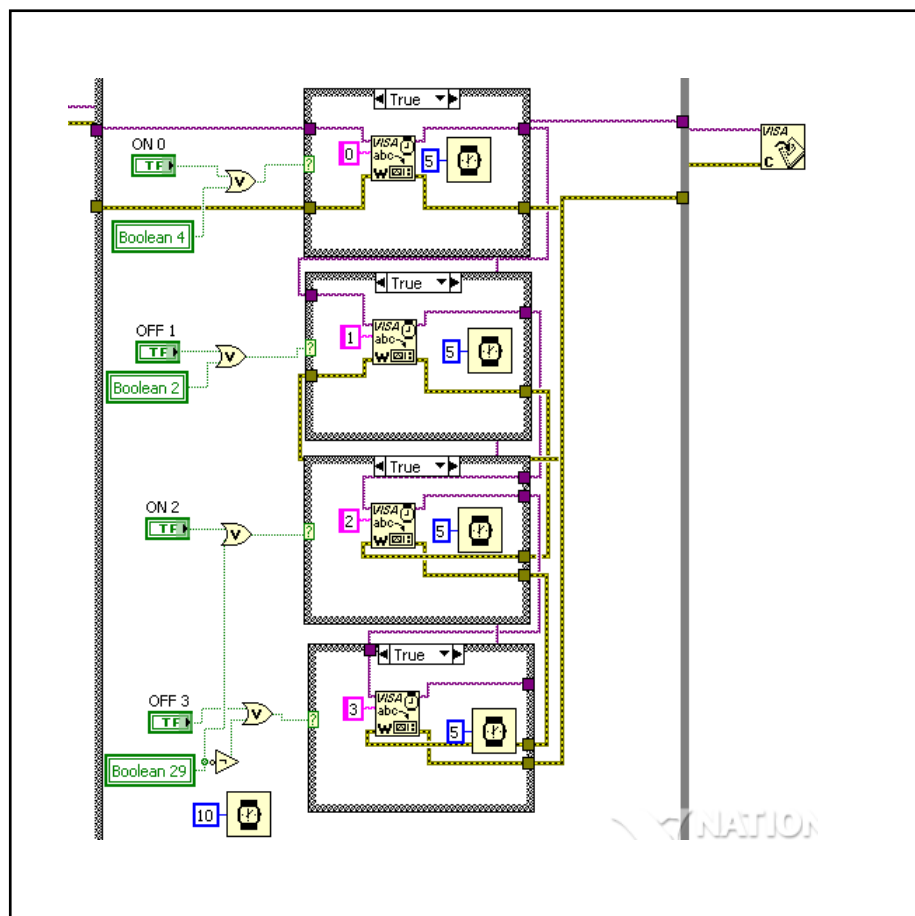 True
VISA
abc
W
0
5
VISA
C
ON 0
TF
V
Boolean 4
True
VISA
abc
W
1
5
OFF 1
TF
V
Boolean 2
True
VISA
abc
W
2
5
ON 2
TF
V
?
?
?
True
VISA
abc
W
3
5
OFF 3
TF
V
?
Boolean 29
10
NATION